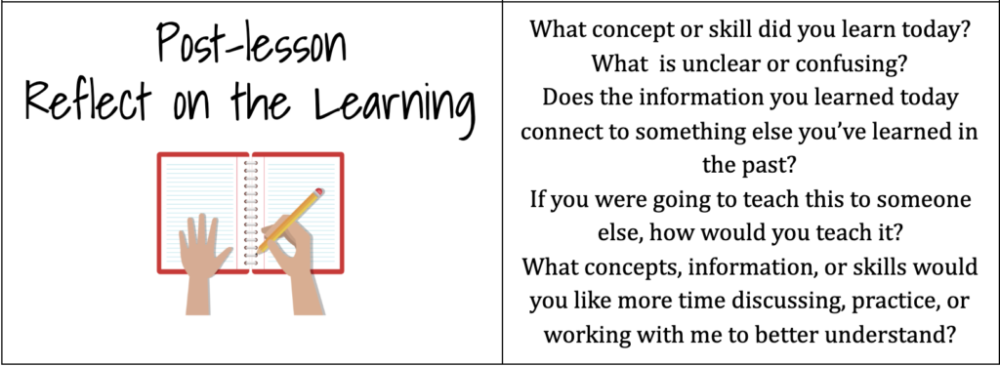 Post-lesson
Reflect on the Learning
What concept or skill did you learn today?
What  is unclear or confusing?
Does the information you learned today
connect to something else you’ve learned in
the past?
If you were going to teach this to someone
else, how would you teach it?
What concepts, information, or skills would
you like more time discussing, practice, or
working with me to better understand?